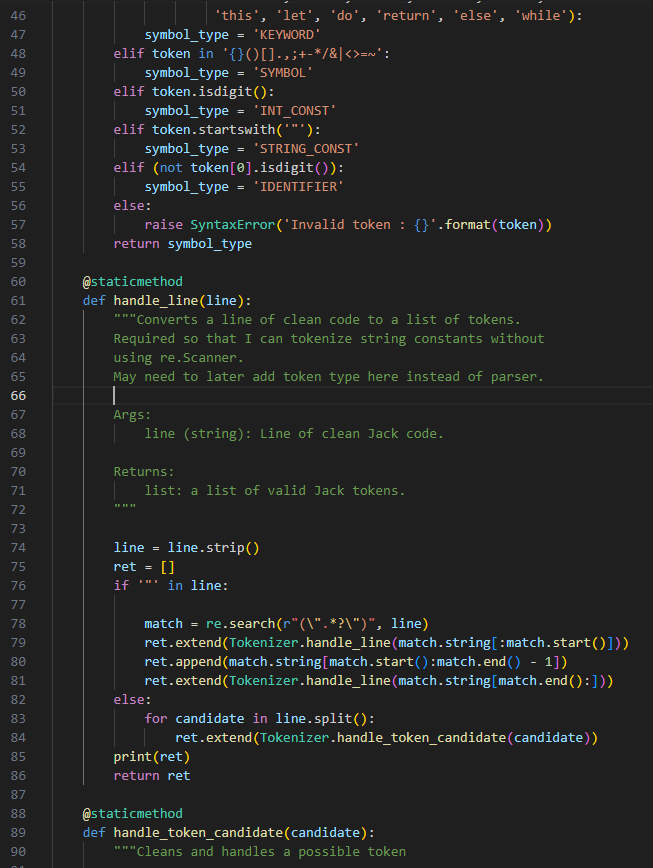 46 'this', 'let', 'do', 'return', 'else', 'while'):
47 symbol_type = 'KEYWORD'
48 elif token in '{}()[].,;+-*/&|<>=~':
49 symbol_type = 'SYMBOL'
50 elif token.isdigit():
51 symbol_type = 'INT_CONST'
52 elif token.startswith('"'):
53 symbol_type = 'STRING_CONST'
54 elif (not token[0].isdigit()):
55 symbol_type = 'IDENTIFIER'
56 else:
57 raise SyntaxError('Invalid token : {}'.format(token))
58 return symbol_type
59
60 @staticmethod
61 def handle_line(line):
62 """Converts a line of clean code to a list of tokens.
63 Required so that I can tokenize string constants without
64 using re.Scanner.
65 May need to later add token type here instead of parser.
66
67 Args:
68 line (string): Line of clean Jack code.
69
70 Returns:
71 list: a list of valid Jack tokens.
72 """
73
74 line = line.strip()
75 ret = []
76 if '"' in line:
77
78 match = re.search(r"(\".*?\")", line)
79 ret.extend(Tokenizer.handle_line(match.string[:match.start()]))
80 ret.append(match.string[match.start():match.end() - 1])
81 ret.extend(Tokenizer.handle_line(match.string[match.end():]))
82 else:
83 for candidate in line.split():
84 ret.extend(Tokenizer.handle_token_candidate(candidate))
85 print(ret)
86 return ret
87
88 @staticmethod
89 def handle_token_candidate(candidate):
90 """Cleans and handles a possible token